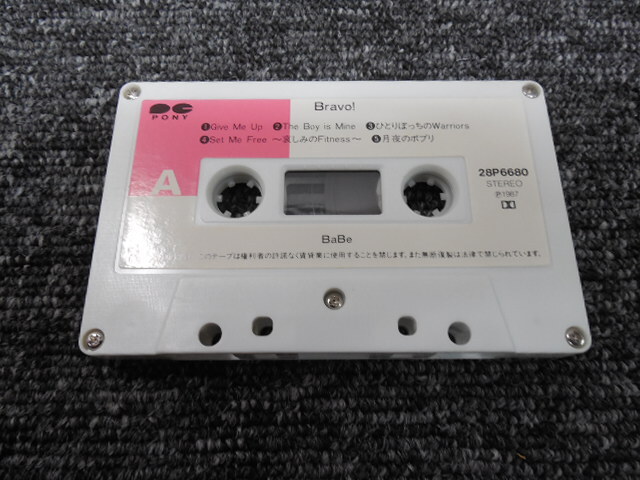 PONY
Bravo!
❶Give Me Up ❷The Boy is Mine ❸ひとりぼっちのWarriors
❹Set Me Free 〜哀しみのFitness〜 ❺月夜のポプリ
A
28P6680
STEREO
Ⓟ1987
BaBe
このテープは権利者の許諾なく賃貸業に使用することを禁じます。また無断複製は法律で禁じられています。